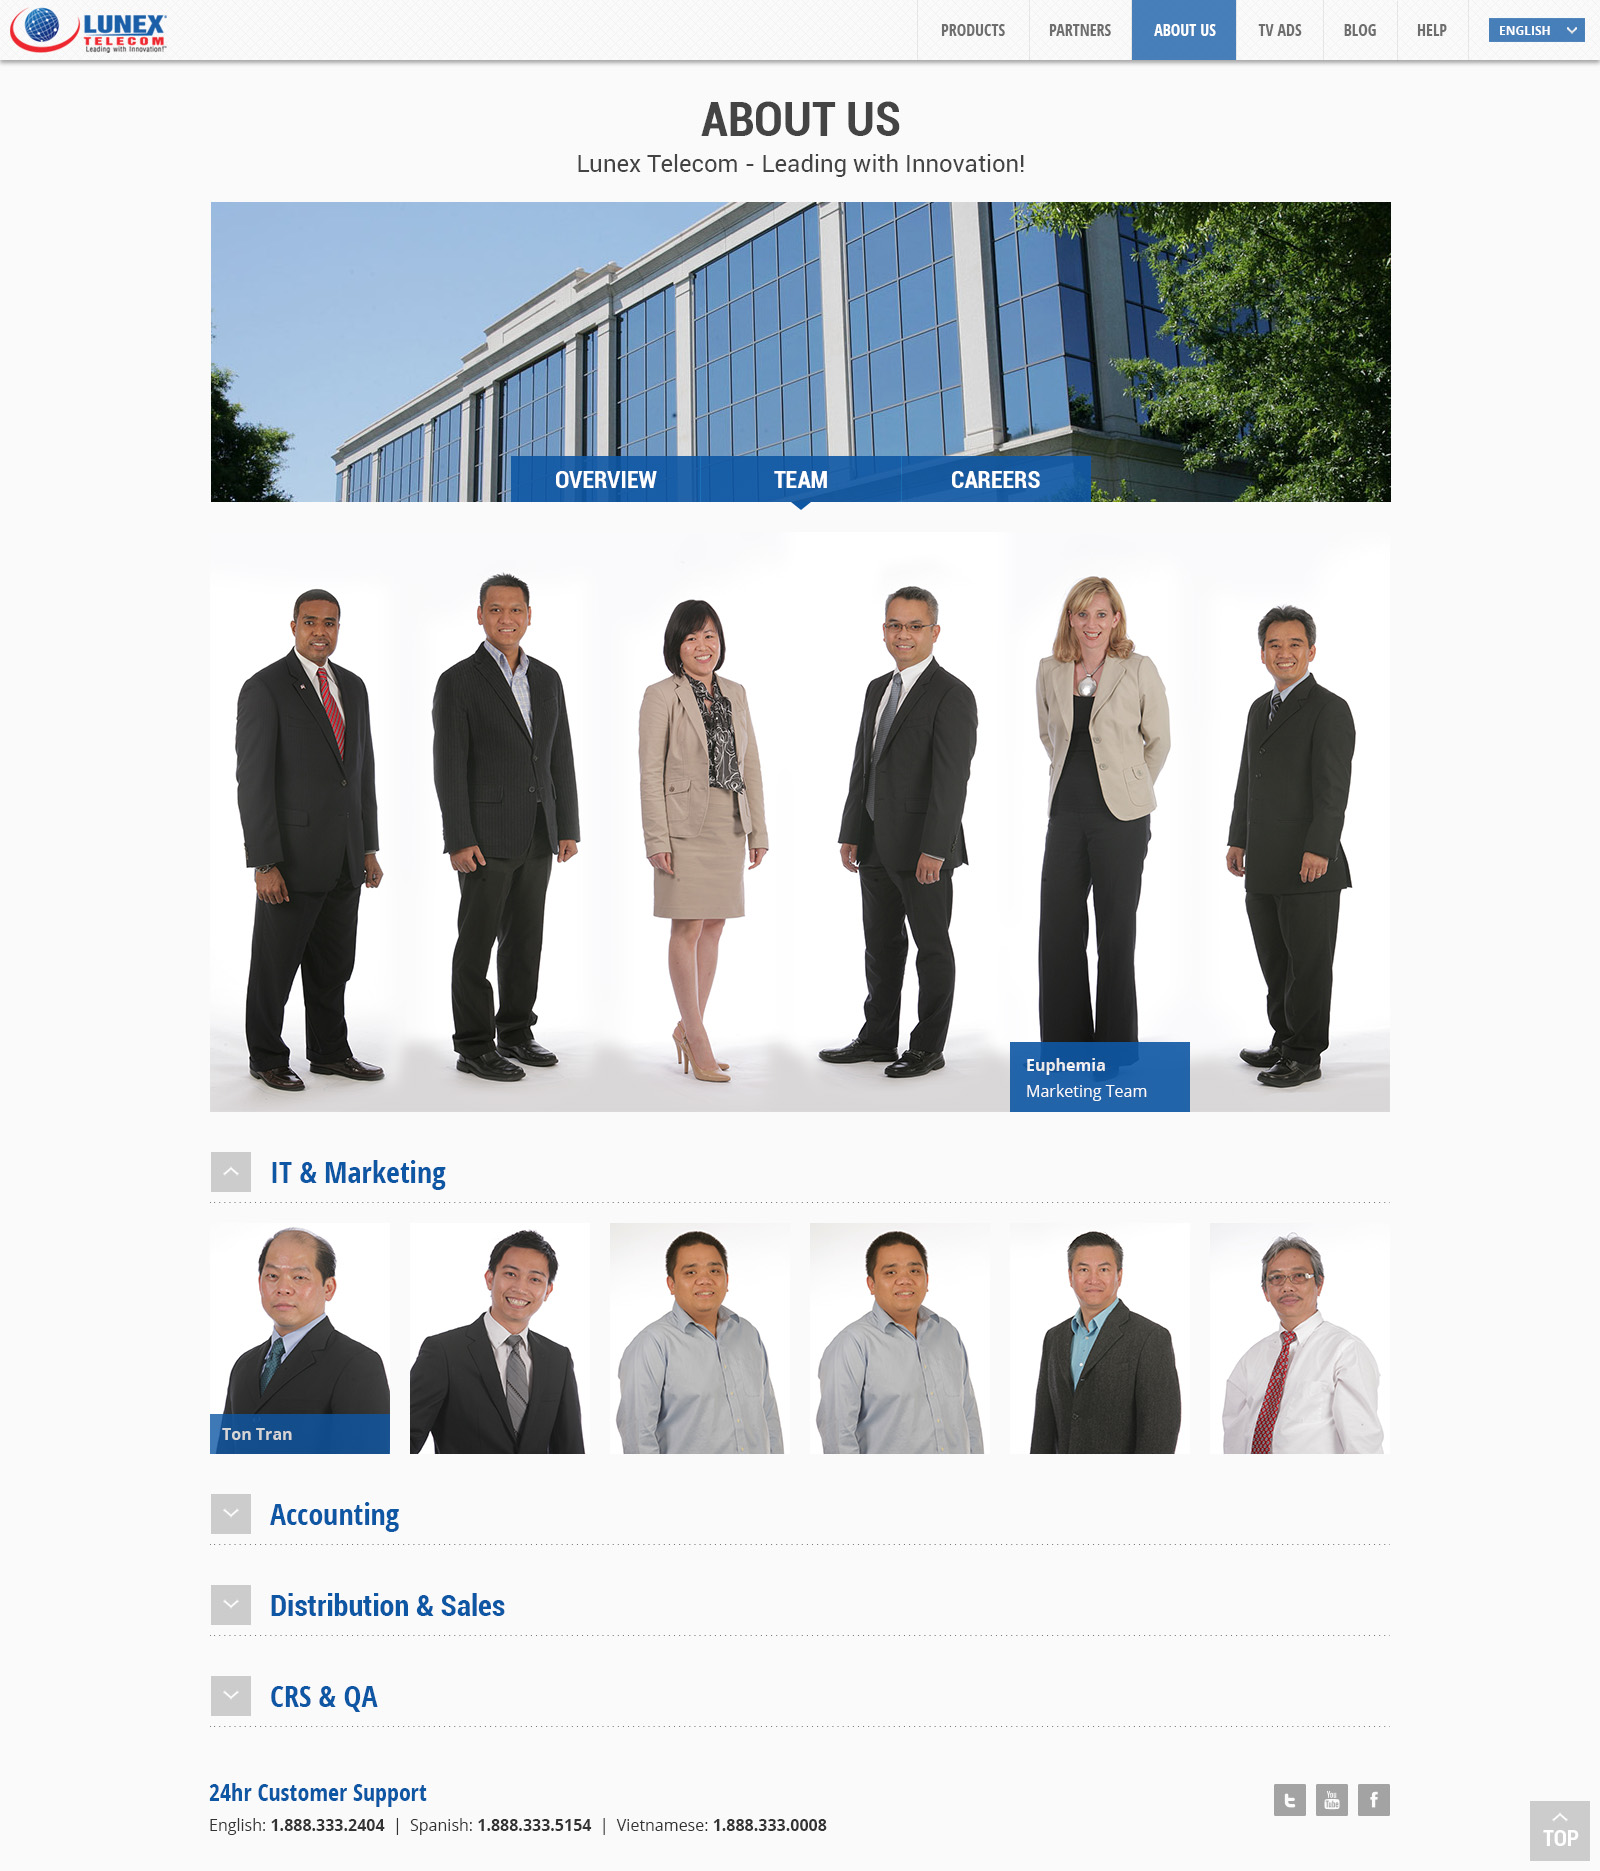 LUNEX
TELECOM
Leading with Innovation!
PRODUCTS
PARTNERS
ABOUT US
TV ADS
BLOG
HELP
ENGLISH
ABOUT US
Lunex Telecom - Leading with Innovation!
OVERVIEW
TEAM
CAREERS
Euphemia
Marketing Team
IT & Marketing
Ton Tran
Accounting
Distribution & Sales
CRS & QA
24hr Customer Support
English: 1.888.333.2404 | Spanish: 1.888.333.5154 | Vietnamese: 1.888.333.0008
You
Tube
TOP